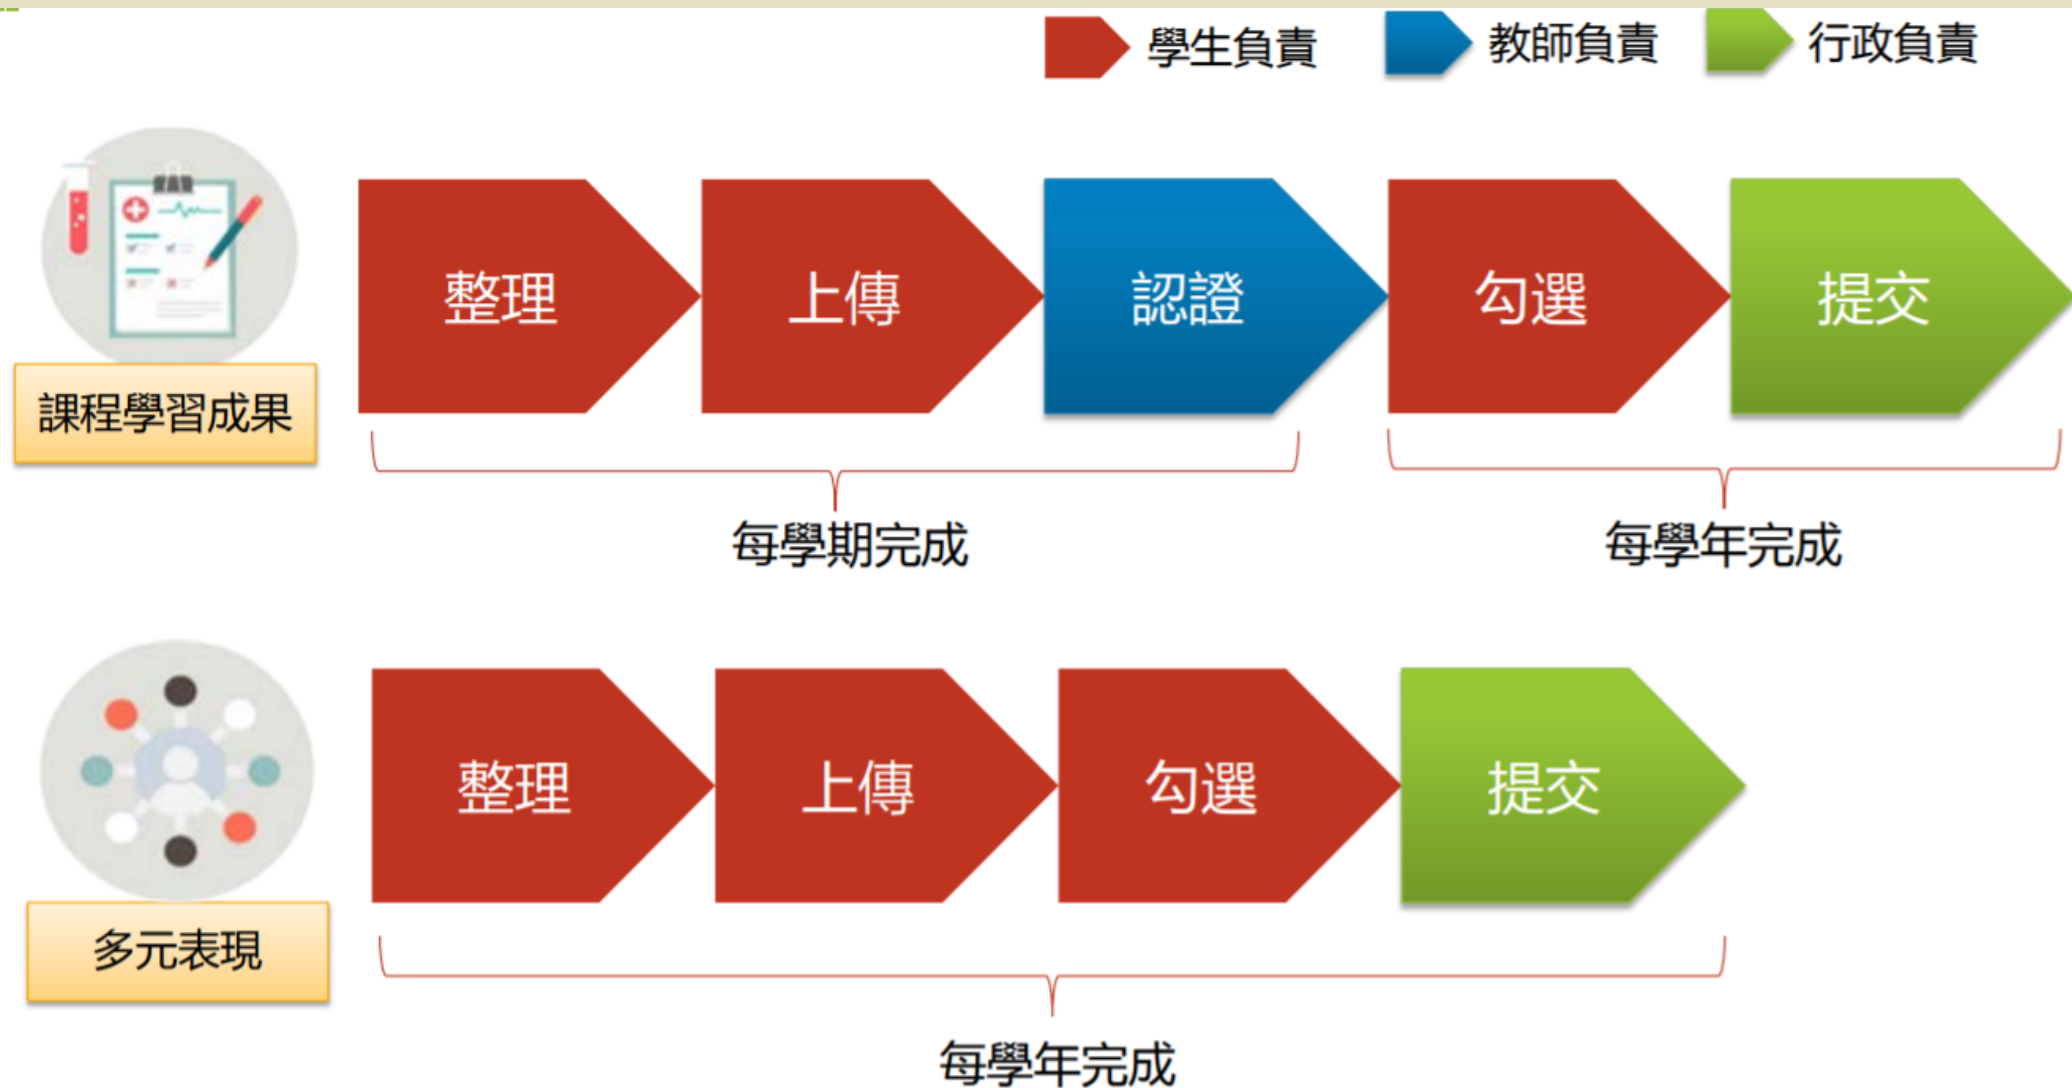 學生負責 教師負責 行政負責
整理 上傳 認證 勾選 提交
課程學習成果
每學期完成 每學年完成
整理 上傳 勾選 提交
多元表現
每學年完成